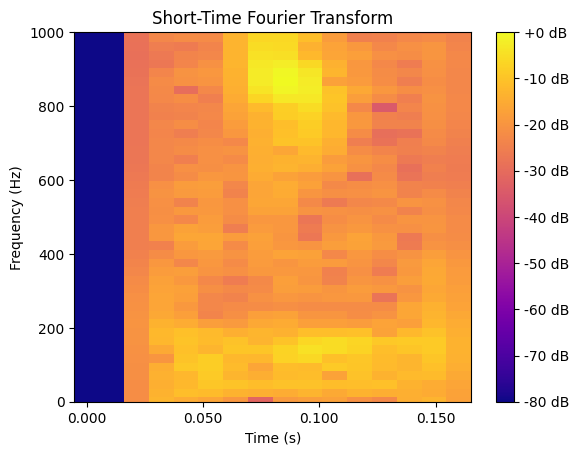 Short-Time Fourier Transform
1000
800
600
400
200
0
Frequency (Hz)
0.000
0.050
0.100
0.150
Time (s)
+0 dB
-10 dB
-20 dB
-30 dB
-40 dB
-50 dB
-60 dB
-70 dB
-80 dB